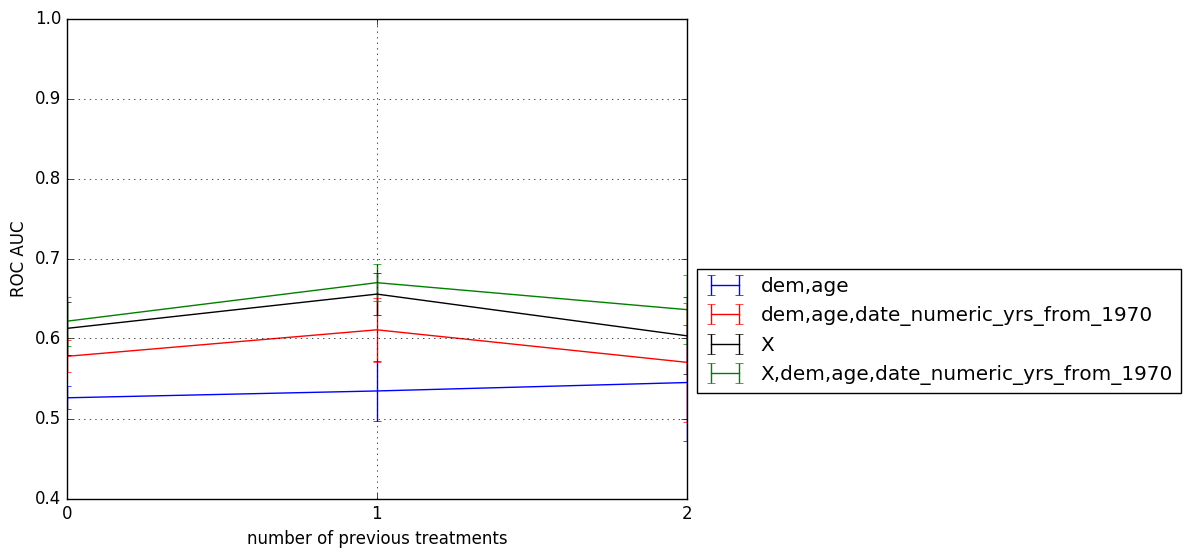 1.0
0.9
0.8
0.7
0.6
0.5
0.4
ROC AUC
0 1 2
number of previous treatments
dem,age
dem,age,date_numeric_yrs_from_1970
X
X,dem,age,date_numeric_yrs_from_1970